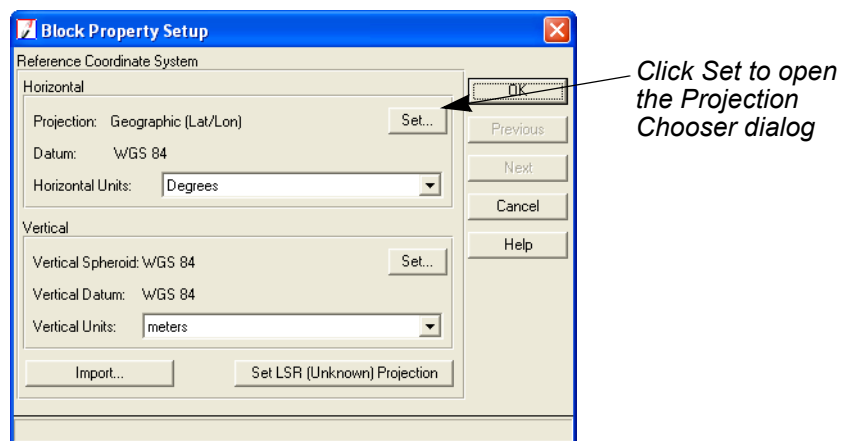 Block Property Setup
Reference Coordinate System
Horizontal
Projection: Geographic (Lat/Lon)
Set...
Datum: WGS 84
Horizontal Units: Degrees
Vertical
Vertical Spheroid: WGS 84
Set...
Vertical Datum: WGS 84
Vertical Units: meters
Import...
Set LSR (Unknown) Projection
OK
Previous
Next
Cancel
Help
Click Set to open
the Projection
Chooser dialog